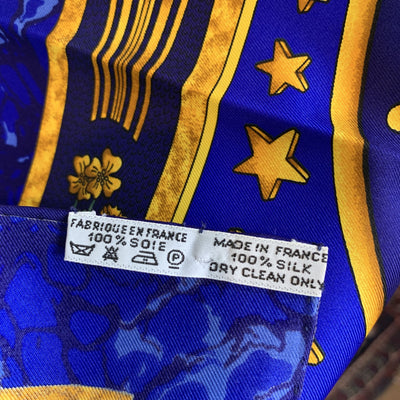 FABRIQUE EN FRANCE
100% SOIE
P
MADE IN FRANCE
100% SILK
DRY CLEAN ONLY